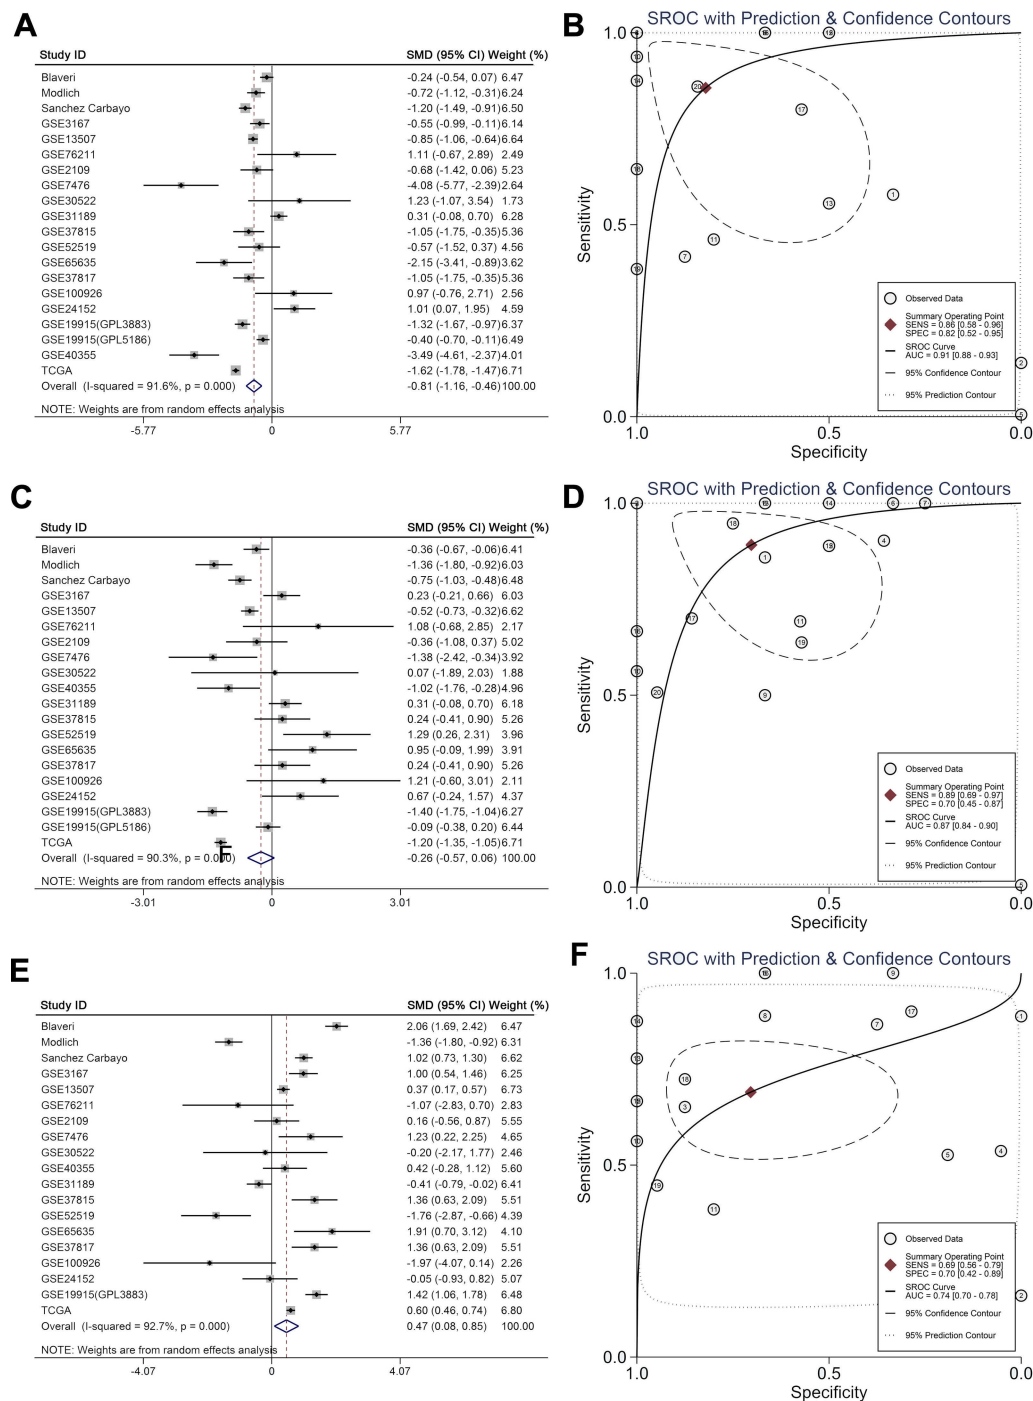 A
Study ID SMD (95% CI) Weight (%)
Blaveri -0.24 (-0.54, 0.07) 6.47
Modlich -0.72 (-1.12, -0.31) 6.24
Sanchez Carbayo -1.20 (-1.49, -0.91) 6.50
GSE3167 -0.55 (-0.99, -0.11) 6.14
GSE13507 -0.85 (-1.06, -0.64) 6.64
GSE76211 1.11 (-0.67, 2.89) 2.49
GSE2109 -0.68 (-1.42, 0.06) 5.23
GSE7476 -4.08 (-5.77, -2.39) 2.64
GSE30522 1.23 (-1.07, 3.54) 1.73
GSE31189 0.31 (-0.08, 0.70) 6.28
GSE37815 -1.05 (-1.75, -0.35) 5.36
GSE52519 -0.57 (-1.52, 0.37) 4.56
GSE65635 -2.15 (-3.41, -0.89) 3.62
GSE37817 -1.05 (-1.75, -0.35) 5.36
GSE100926 0.97 (-0.76, 2.71) 2.56
GSE24152 1.01 (0.07, 1.95) 4.59
GSE19915(GPL3883) -1.32 (-1.67, -0.97) 6.37
GSE19915(GPL5186) -0.40 (-0.70, -0.11) 6.49
GSE40355 -3.49 (-4.61, -2.37) 4.01
TCGA -1.62 (-1.78, -1.47) 6.71
Overall (I-squared = 91.6%, p = 0.000) -0.81 (-1.16, -0.46) 100.00
NOTE: Weights are from random effects analysis
-5.77 0 5.77
B
SROC with Prediction & Confidence Contours
1.0
0.5
0.0
Sensitivity
10
14
20
17
1
13
11
7
2
5
Observed Data
Summary Operating Point
SENS = 0.86 [0.58 - 0.96]
SPEC = 0.82 [0.52 - 0.95]
SROC Curve
AUC = 0.91 [0.88 - 0.93]
95% Confidence Contour
95% Prediction Contour
1.0 0.5 0.0
Specificity
C
Study ID SMD (95% CI) Weight (%)
Blaveri -0.36 (-0.67, -0.06) 6.41
Modlich -1.36 (-1.80, -0.92) 6.03
Sanchez Carbayo -0.75 (-1.03, -0.48) 6.48
GSE3167 0.23 (-0.21, 0.66) 6.03
GSE13507 -0.52 (-0.73, -0.32) 6.62
GSE76211 1.08 (-0.68, 2.85) 2.17
GSE2109 -0.36 (-1.08, 0.37) 5.02
GSE7476 -1.38 (-2.42, -0.34) 3.92
GSE30522 0.07 (-1.89, 2.03) 1.88
GSE40355 -1.02 (-1.76, -0.28) 4.96
GSE31189 0.31 (-0.08, 0.70) 6.18
GSE37815 0.24 (-0.41, 0.90) 5.26
GSE52519 1.29 (0.26, 2.31) 3.96
GSE65635 0.95 (-0.09, 1.99) 3.91
GSE37817 0.24 (-0.41, 0.90) 5.26
GSE100926 1.21 (-0.60, 3.01) 2.11
GSE24152 0.67 (-0.24, 1.57) 4.37
GSE19915(GPL3883) -1.40 (-1.75, -1.04) 6.27
GSE19915(GPL5186) -0.09 (-0.38, 0.20) 6.44
TCGA -1.20 (-1.35, -1.05) 6.71
Overall (I-squared = 90.3%, p = 0.000) -0.26 (-0.57, 0.06) 100.00
F
NOTE: Weights are from random effects analysis
-3.01 0 3.01
D
SROC with Prediction & Confidence Contours
1.0
0.5
0.0
Sensitivity
14
6
7
18
4
1
17
11
19
10
20
9
5
Observed Data
Summary Operating Point
SENS = 0.89 [0.69 - 0.97]
SPEC = 0.70 [0.45 - 0.87]
SROC Curve
AUC = 0.87 [0.84 - 0.90]
95% Confidence Contour
95% Prediction Contour
1.0 0.5 0.0
Specificity
E
Study ID SMD (95% CI) Weight (%)
Blaveri 2.06 (1.69, 2.42) 6.47
Modlich -1.36 (-1.80, -0.92) 6.31
Sanchez Carbayo 1.02 (0.73, 1.30) 6.62
GSE3167 1.00 (0.54, 1.46) 6.25
GSE13507 0.37 (0.17, 0.57) 6.73
GSE76211 -1.07 (-2.83, 0.70) 2.83
GSE2109 0.16 (-0.56, 0.87) 5.55
GSE7476 1.23 (0.22, 2.25) 4.65
GSE30522 -0.20 (-2.17, 1.77) 2.46
GSE40355 0.42 (-0.28, 1.12) 5.60
GSE31189 -0.41 (-0.79, -0.02) 6.41
GSE37815 1.36 (0.63, 2.09) 5.51
GSE52519 -1.76 (-2.87, -0.66) 4.39
GSE65635 1.91 (0.70, 3.12) 4.10
GSE37817 1.36 (0.63, 2.09) 5.51
GSE100926 -1.97 (-4.07, 0.14) 2.26
GSE24152 -0.05 (-0.93, 0.82) 5.07
GSE19915(GPL3883) 1.42 (1.06, 1.78) 6.48
TCGA 0.60 (0.46, 0.74) 6.80
Overall (I-squared = 92.7%, p = 0.000) 0.47 (0.08, 0.85) 100.00
NOTE: Weights are from random effects analysis
-4.07 0 4.07
F
SROC with Prediction & Confidence Contours
1.0
0.5
0.0
Sensitivity
9
14
8
7
17
1
13
18
3
10
5
4
19
11
2
Observed Data
Summary Operating Point
SENS = 0.69 [0.56 - 0.79]
SPEC = 0.70 [0.42 - 0.89]
SROC Curve
AUC = 0.74 [0.70 - 0.78]
95% Confidence Contour
95% Prediction Contour
1.0 0.5 0.0
Specificity